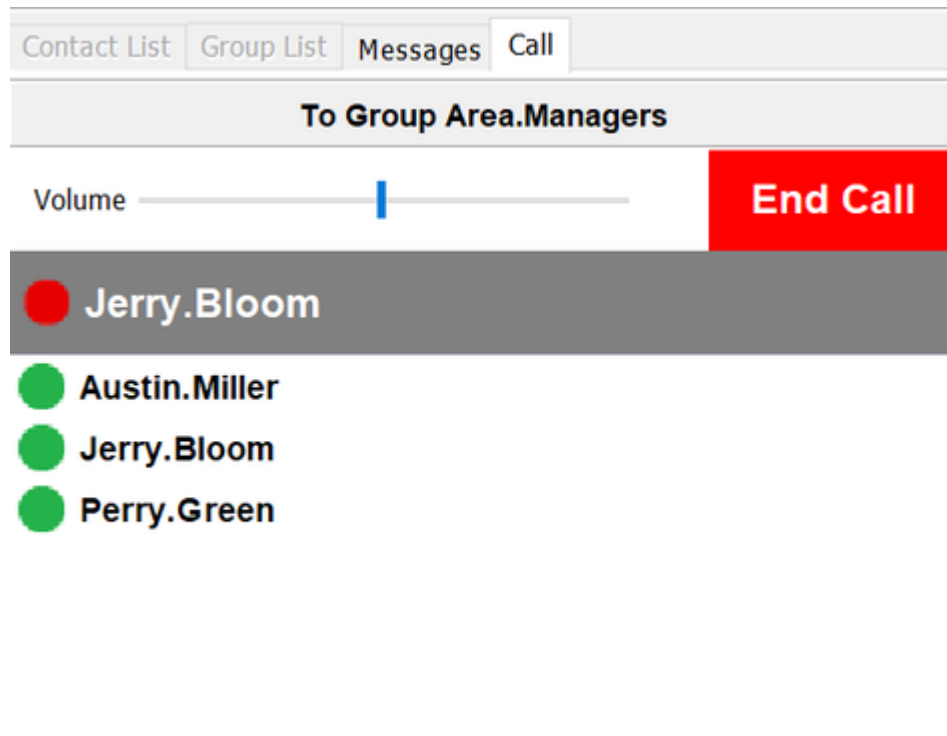 Contact List Group List Messages Call
To Group Area.Managers
Volume End Call
Jerry.Bloom
Austin.Miller
Jerry.Bloom
Perry.Green